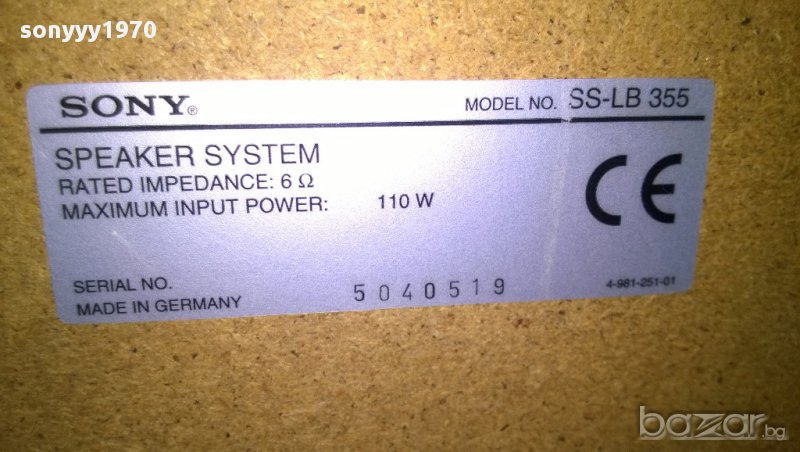 sonyyy1970
SONY® MODEL NO. SS-LB 355
SPEAKER SYSTEM
RATED IMPEDANCE: 6 Ω
MAXIMUM INPUT POWER: 110 W
CE
SERIAL NO. 5040519 4-981-251-01
MADE IN GERMANY
bazar.bg